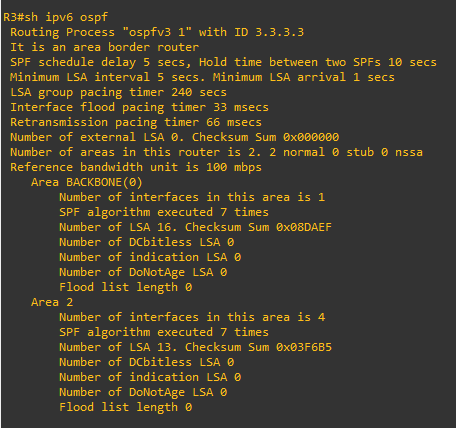 R3#sh ipv6 ospf
Routing Process "ospfv3 1" with ID 3.3.3.3
It is an area border router
SPF schedule delay 5 secs, Hold time between two SPFs 10 secs
Minimum LSA interval 5 secs. Minimum LSA arrival 1 secs
LSA group pacing timer 240 secs
Interface flood pacing timer 33 msecs
Retransmission pacing timer 66 msecs
Number of external LSA 0. Checksum Sum 0x000000
Number of areas in this router is 2. 2 normal 0 stub 0 nssa
Reference bandwidth unit is 100 mbps
Area BACKBONE(0)
Number of interfaces in this area is 1
SPF algorithm executed 7 times
Number of LSA 16. Checksum Sum 0x08DAEF
Number of DCbitless LSA 0
Number of indication LSA 0
Number of DoNotAge LSA 0
Flood list length 0
Area 2
Number of interfaces in this area is 4
SPF algorithm executed 7 times
Number of LSA 13. Checksum Sum 0x03F6B5
Number of DCbitless LSA 0
Number of indication LSA 0
Number of DoNotAge LSA 0
Flood list length 0